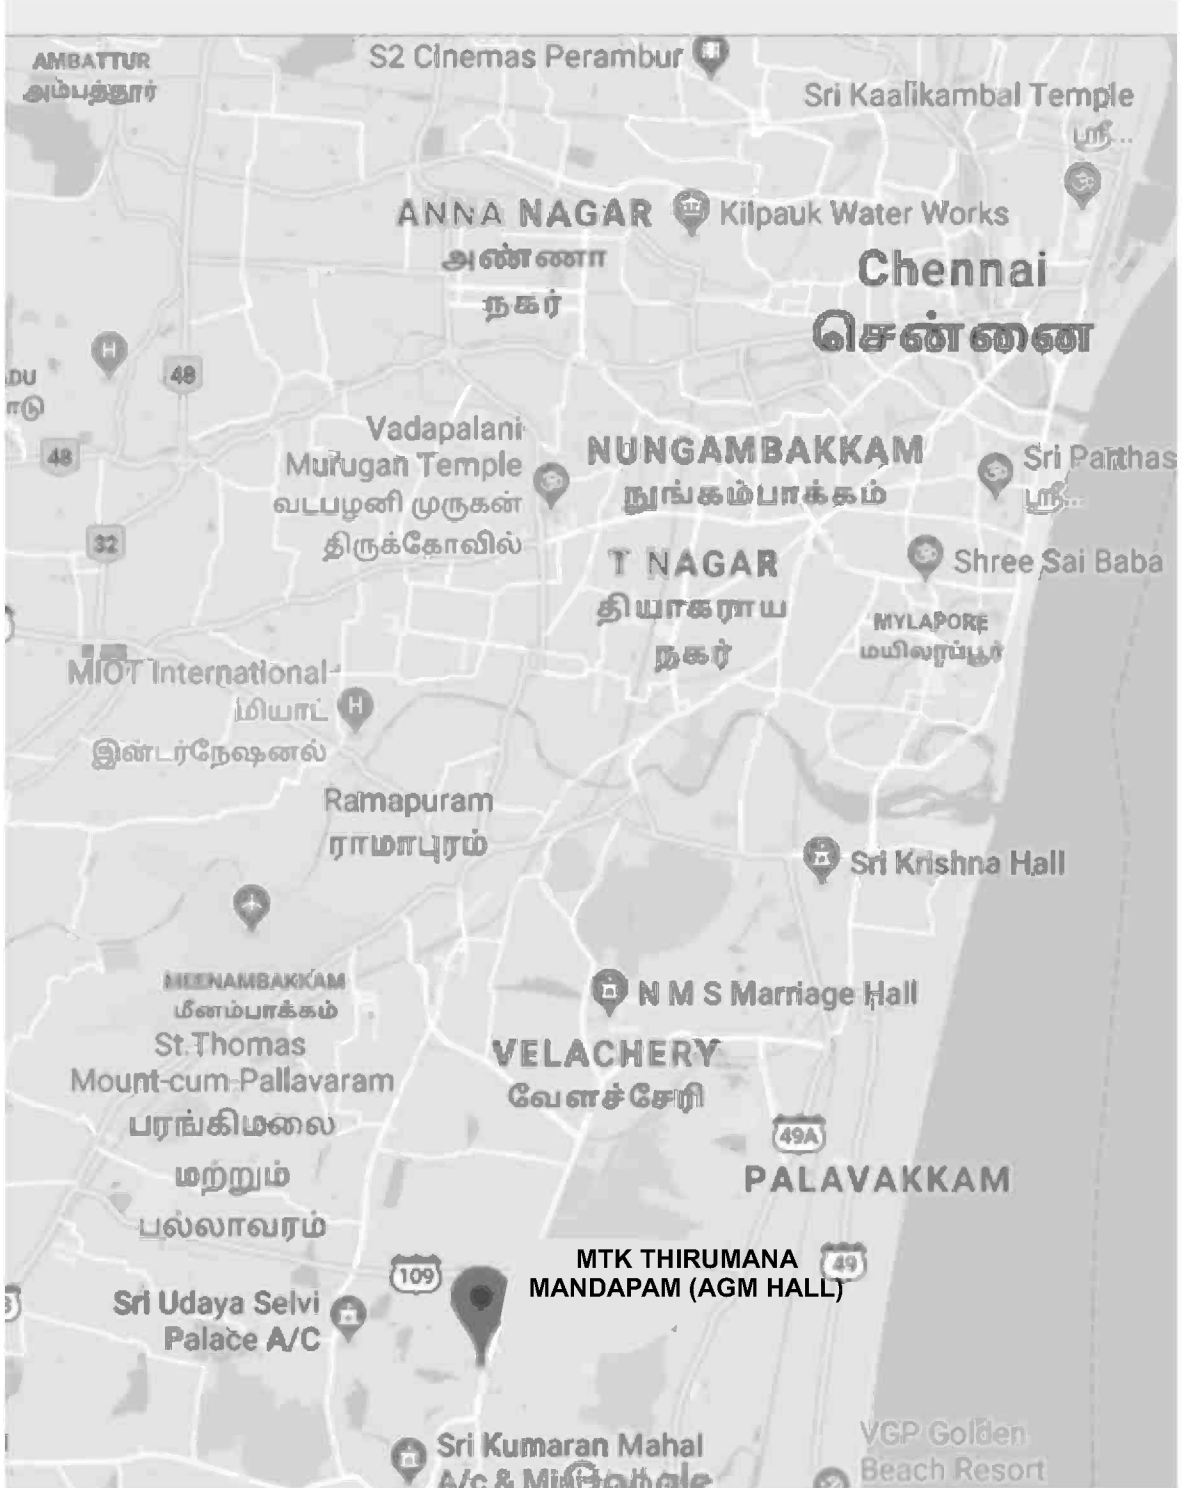 AMBATTUR
அம்பத்தூர்
S2 Cinemas Perambur
Sri Kaalikambal Temple
ஸ்ரீ...
ANNA NAGAR
அண்ணா
நகர்
Kilpauk Water Works
Chennai
சென்னை
H
48
48
32
Vadapalani
Murugan Temple
வடபழனி முருகன்
திருக்கோவில்
NUNGAMBAKKAM
நுங்கம்பாக்கம்
Sri Parthas
ஸ்ரீ...
T NAGAR
தியாகராய
நகர்
Shree Sai Baba
MYLAPORE
மயிலாப்பூர்
MIOT International
மியாட்
இன்டர்நேஷனல்
H
Ramapuram
ராமாபுரம்
Sri Krishna Hall
MEENAMBAKKAM
மீனம்பாக்கம்
N M S Marriage Hall
St.Thomas
Mount-cum-Pallavaram
பரங்கிமலை
மற்றும்
பல்லாவரம்
VELACHERY
வேளச்சேரி
49A
PALAVAKKAM
MTK THIRUMANA
MANDAPAM (AGM HALL)
49
109
Sri Udaya Selvi
Palace A/C
Sri Kumaran Mahal
A/c & Mini
Google
VGP Golden
Beach Resort